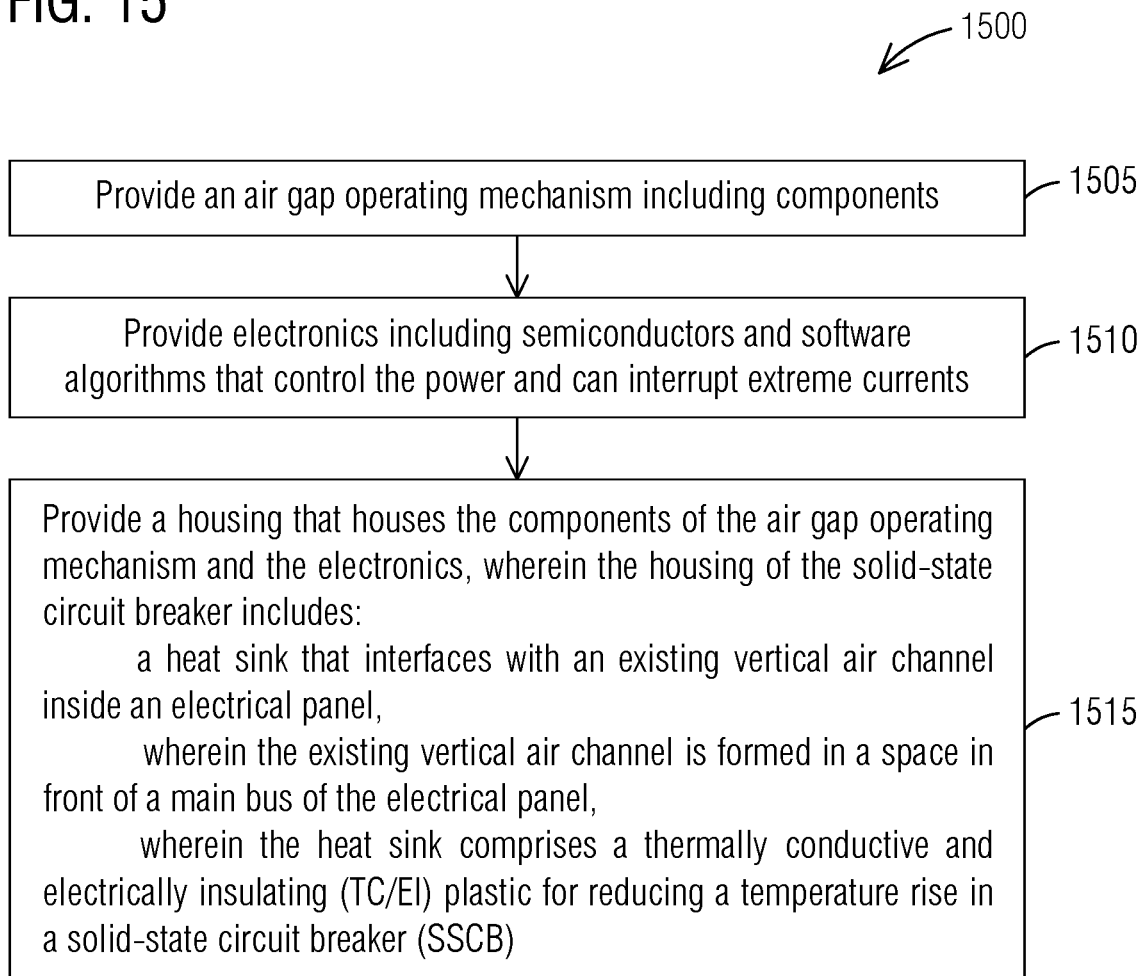 FIG. 15
1500
Provide an air gap operating mechanism including components
1505
Provide electronics including semiconductors and software
algorithms that control the power and can interrupt extreme currents
1510
Provide a housing that houses the components of the air gap operating
mechanism and the electronics, wherein the housing of the solid-state
circuit breaker includes:
a heat sink that interfaces with an existing vertical air channel
inside an electrical panel,
wherein the existing vertical air channel is formed in a space in
front of a main bus of the electrical panel,
wherein the heat sink comprises a thermally conductive and
electrically insulating (TC/EI) plastic for reducing a temperature rise in
a solid-state circuit breaker (SSCB)
1515